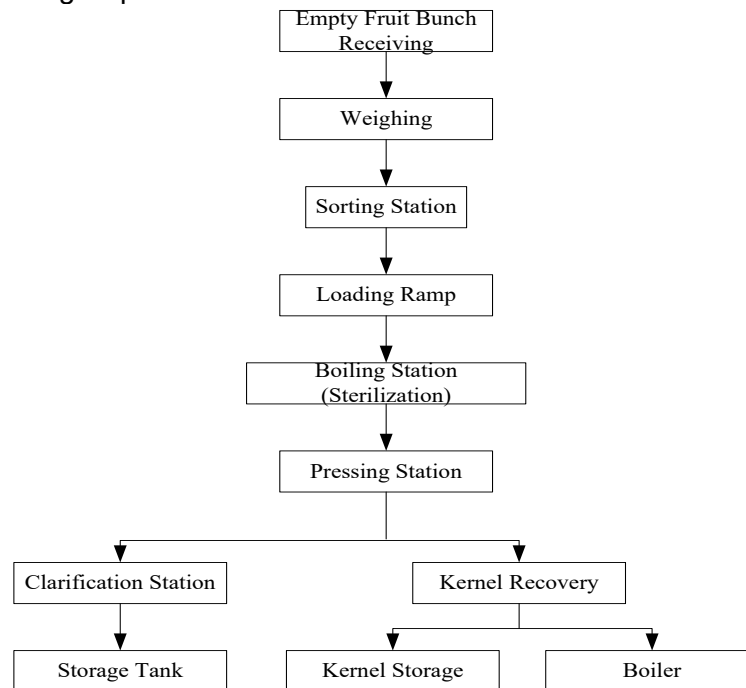 Empty Fruit Bunch
Receiving
Weighing
Sorting Station
Loading Ramp
Boiling Station
(Sterilization)
Pressing Station
Clarification Station
Kernel Recovery
Storage Tank
Kernel Storage
Boiler